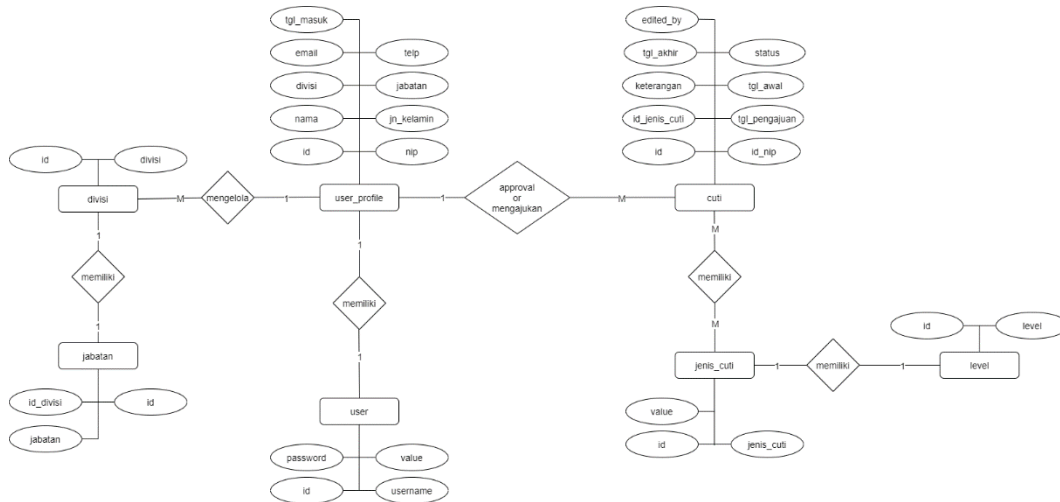 tgl_masuk
email
telp
divisi
jabatan
nama
jn_kelamin
id
nip
edited_by
tgl_akhir
status
keterangan
tgl_awal
id_jenis_cuti
tgl_pengajuan
id
id_nip
id
divisi
divisi
M
mengelola
1
user_profile
1
approval
or
mengajukan
M
cuti
1
memiliki
1
jabatan
id_divisi
id
jabatan
1
memiliki
1
user
password
value
id
username
M
memiliki
M
jenis_cuti
1
memiliki
1
level
id
level
value
id
jenis_cuti